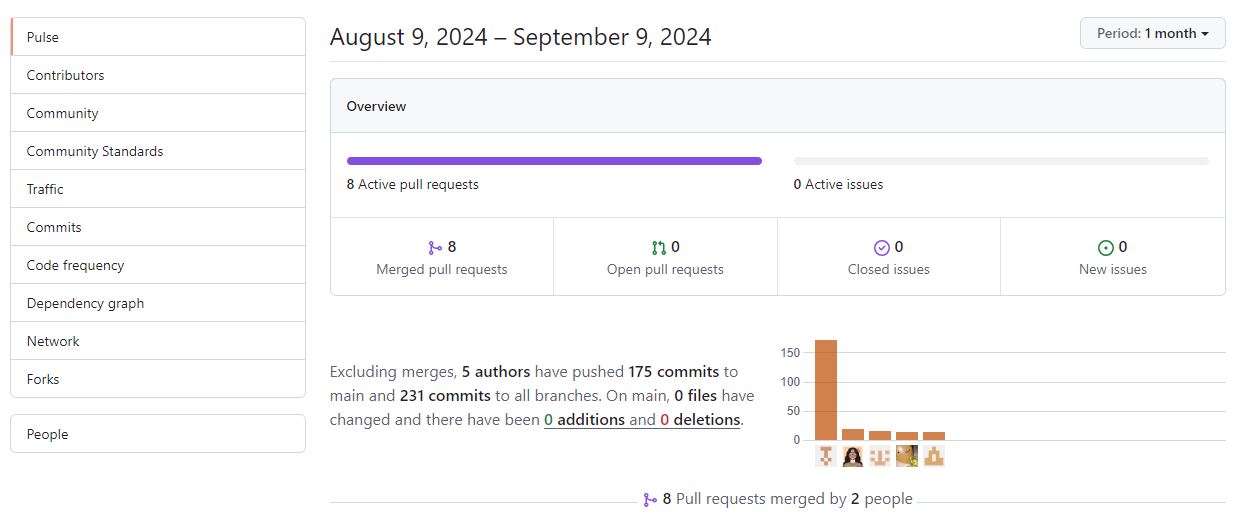 Pulse
Contributors
Community
Community Standards
Traffic
Commits
Code frequency
Dependency graph
Network
Forks
People
August 9, 2024 – September 9, 2024
Period: 1 month
Overview
8 Active pull requests
0 Active issues
8
Merged pull requests
0
Open pull requests
0
Closed issues
0
New issues
Excluding merges, 5 authors have pushed 175 commits to
main and 231 commits to all branches. On main, 0 files have
changed and there have been 0 additions and 0 deletions.
150
100
50
0
8 Pull requests merged by 2 people